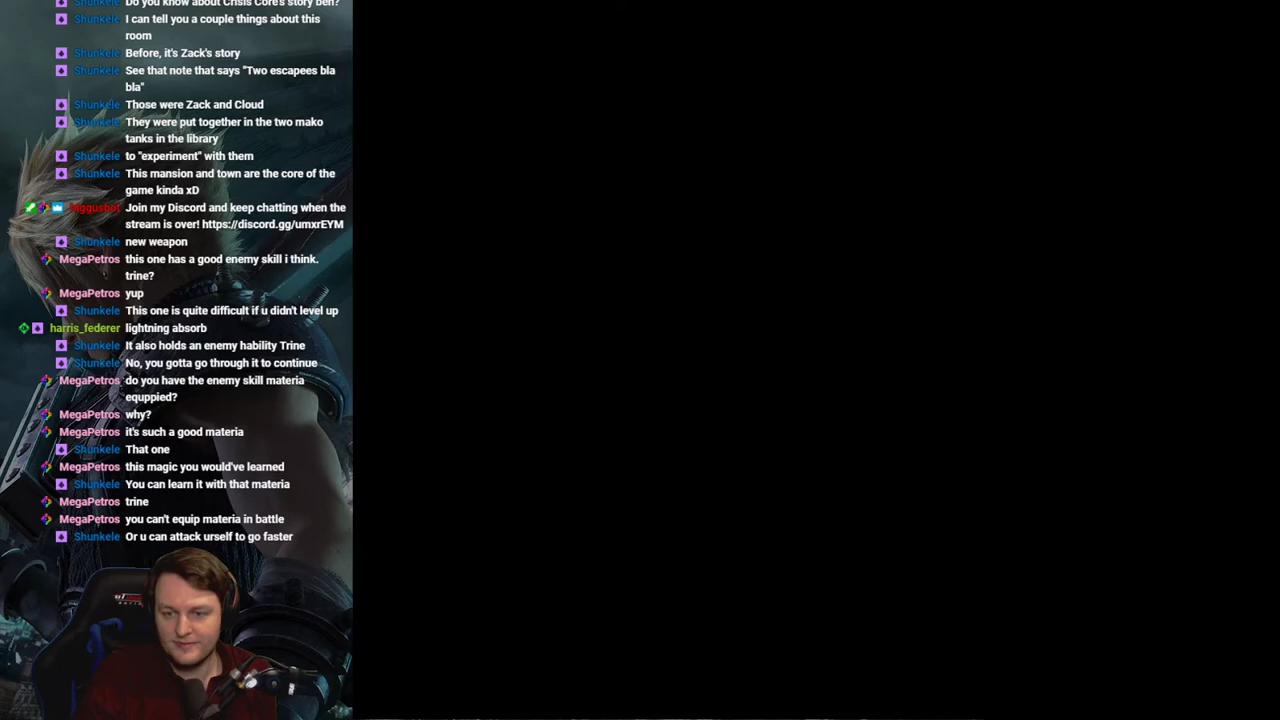 Shunkele Do you know about Crisis Core's story ben?
Shunkele I can tell you a couple things about this
room
Shunkele Before, it's Zack's story
Shunkele See that note that says "Two escapees bla
bla"
Shunkele Those were Zack and Cloud
Shunkele They were put together in the two mako
tanks in the library
Shunkele to "experiment" with them
Shunkele This mansion and town are the core of the
game kinda xD
Join my Discord and keep chatting when the
stream is over! https://discord.gg/umxrEYM
Shunkele new weapon
MegaPetros this one has a good enemy skill i think.
trine?
MegaPetros yup
Shunkele This one is quite difficult if u didn't level up
harris_federer lightning absorb
Shunkele It also holds an enemy hability Trine
Shunkele No, you gotta go through it to continue
MegaPetros do you have the enemy skill materia
equppied?
MegaPetros why?
MegaPetros it's such a good materia
Shunkele That one
MegaPetros this magic you would've learned
Shunkele You can learn it with that materia
MegaPetros trine
MegaPetros you can't equip materia in battle
Shunkele Or u can attack urself to go faster